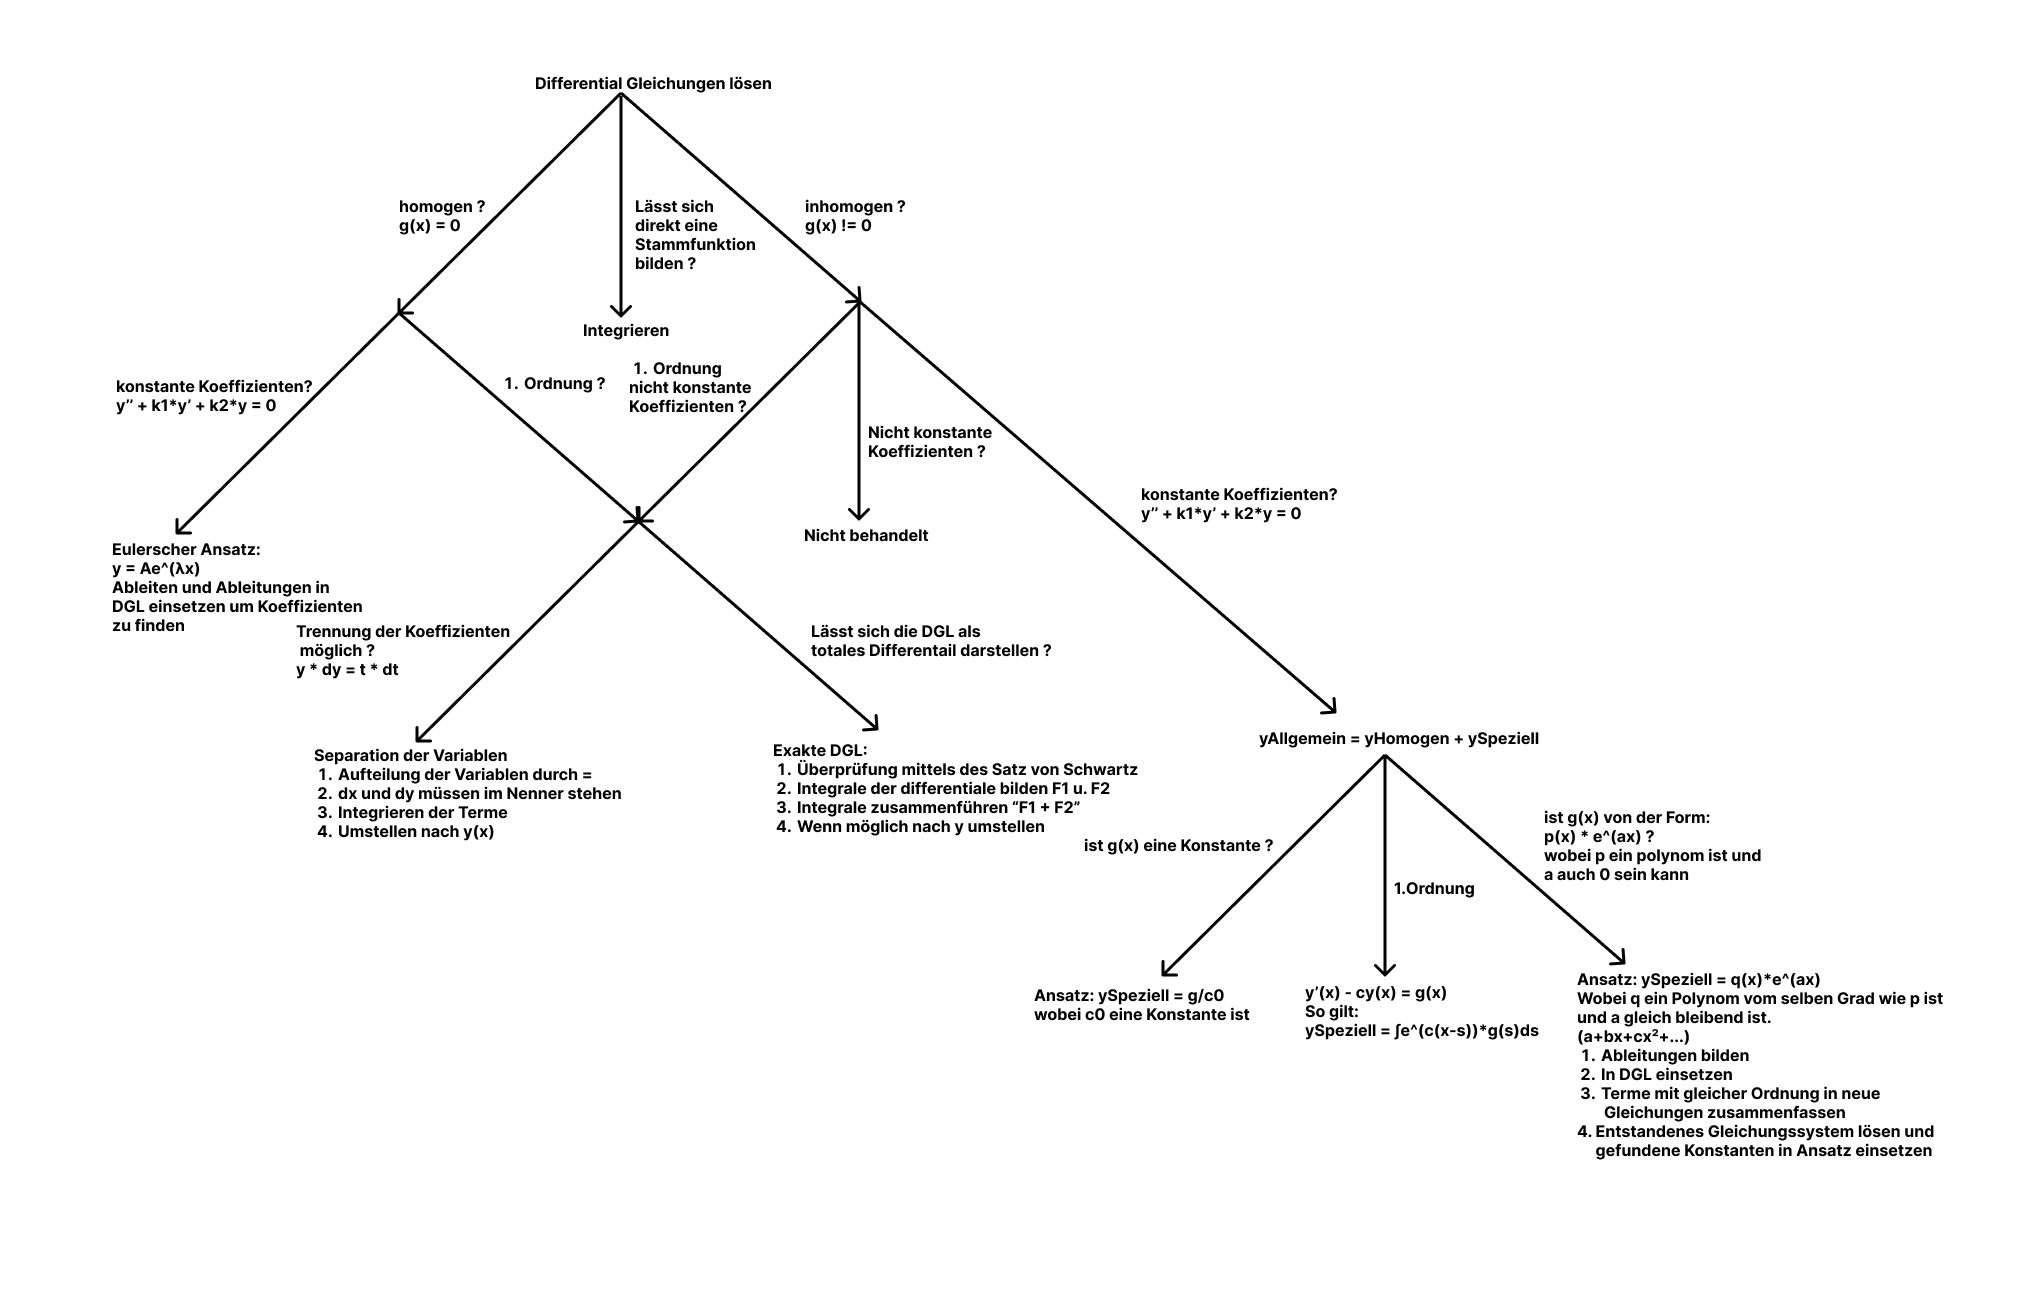 Differential Gleichungen lösen
homogen ?
g(x) = 0
Lässt sich
direkt eine
Stammfunktion
bilden ?
inhomogen ?
g(x) != 0
Integrieren
konstante Koeffizienten?
y’’ + k1*y’ + k2*y = 0
1. Ordnung ?
1. Ordnung
nicht konstante
Koeffizienten ?
Nicht konstante
Koeffizienten ?
konstante Koeffizienten?
y’’ + k1*y’ + k2*y = 0
Nicht behandelt
Eulerscher Ansatz:
y = Ae^(λx)
Ableiten und Ableitungen in
DGL einsetzen um Koeffizienten
zu finden
Trennung der Koeffizienten
möglich ?
y * dy = t * dt
Lässt sich die DGL als
totales Differentail darstellen ?
Separation der Variablen
1. Aufteilung der Variablen durch =
2. dx und dy müssen im Nenner stehen
3. Integrieren der Terme
4. Umstellen nach y(x)
Exakte DGL:
1. Überprüfung mittels des Satz von Schwartz
2. Integrale der differentiale bilden F1 u. F2
3. Integrale zusammenführen “F1 + F2”
4. Wenn möglich nach y umstellen
yAllgemein = yHomogen + ySpeziell
ist g(x) eine Konstante ?
1.Ordnung
ist g(x) von der Form:
p(x) * e^(ax) ?
wobei p ein polynom ist und
a auch 0 sein kann
Ansatz: ySpeziell = g/c0
wobei c0 eine Konstante ist
y’(x) - cy(x) = g(x)
So gilt:
ySpeziell = ∫e^(c(x-s))*g(s)ds
Ansatz: ySpeziell = q(x)*e^(ax)
Wobei q ein Polynom vom selben Grad wie p ist
und a gleich bleibend ist.
(a+bx+cx²+...)
1. Ableitungen bilden
2. In DGL einsetzen
3. Terme mit gleicher Ordnung in neue
Gleichungen zusammenfassen
4. Entstandenes Gleichungssystem lösen und
gefundene Konstanten in Ansatz einsetzen